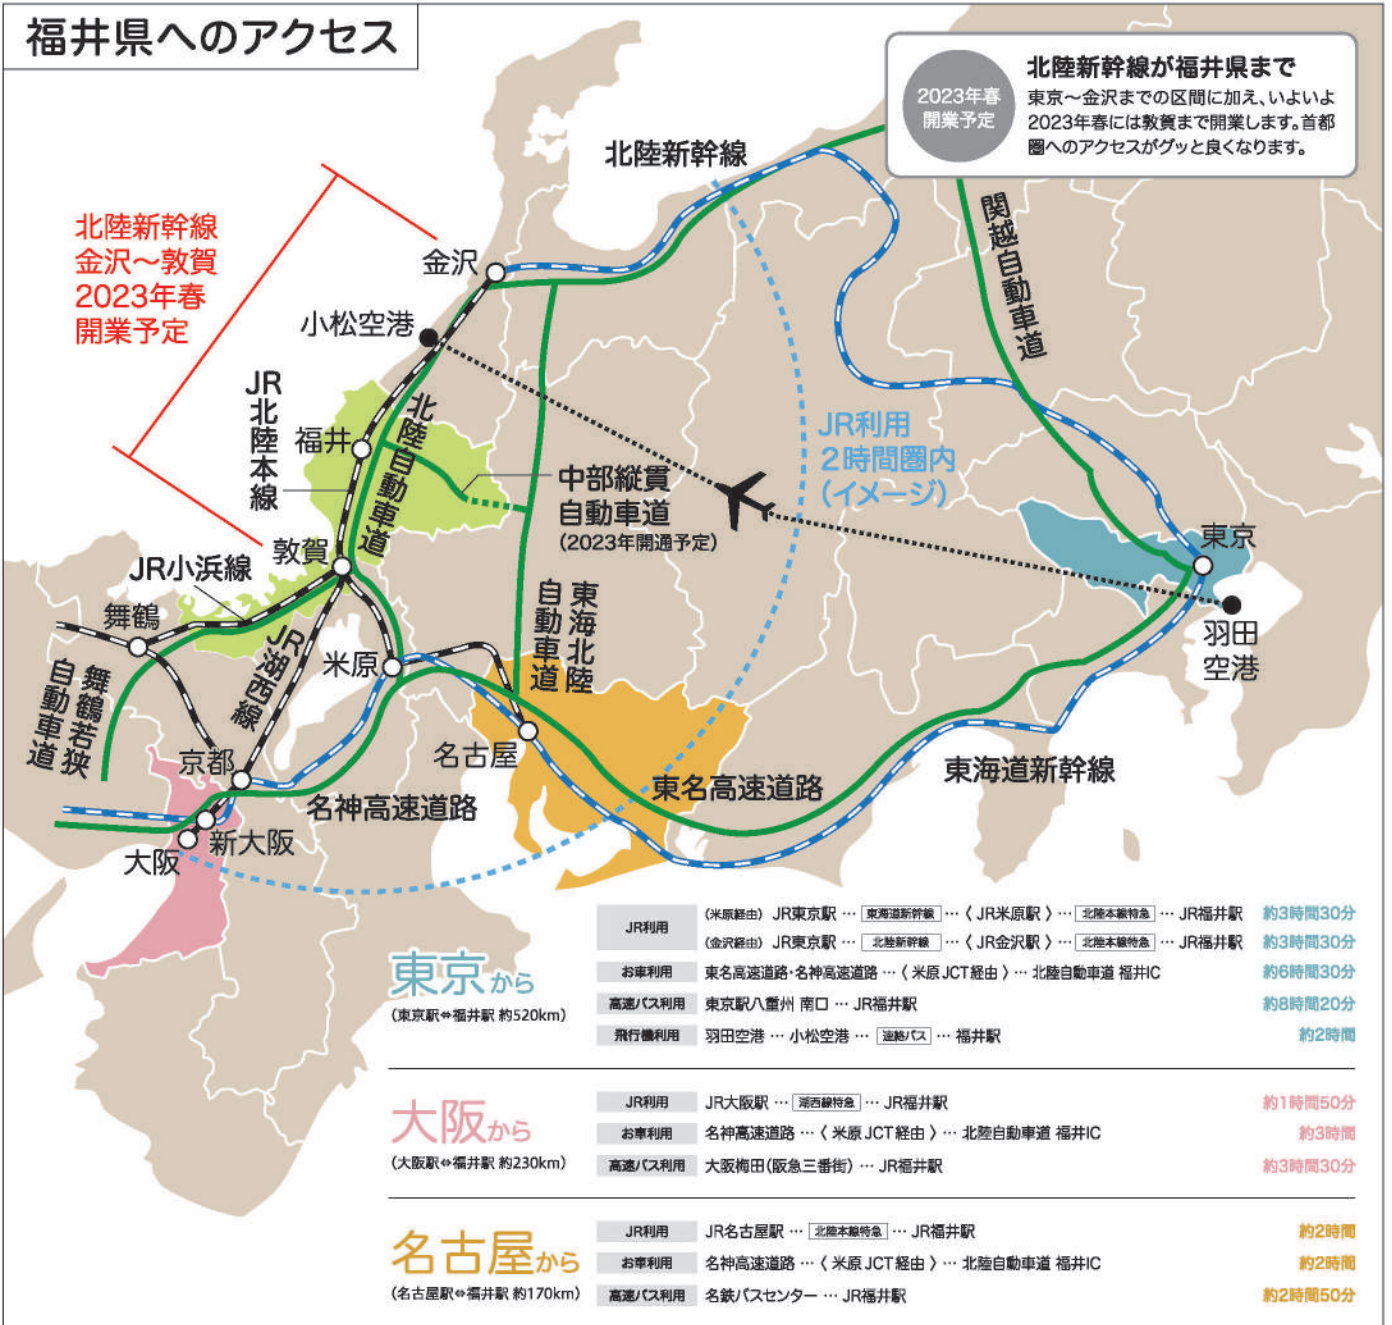 福井県へのアクセス
2023年春
開業予定
北陸新幹線が福井県まで
東京〜金沢までの区間に加え、いよいよ
2023年春には敦賀まで開業します。首都
圏へのアクセスがグッと良くなります。
北陸新幹線
関越自動車道
北陸新幹線
金沢〜敦賀
2023年春
開業予定
金沢
小松空港
JR北陸本線
北陸自動車道
福井
JR利用
2時間圏内
(イメージ)
中部縦貫
自動車道
(2023年開通予定)
敦賀
東京
JR小浜線
舞鶴
東海北陸
自動車道
羽田
空港
JR湖西線
米原
舞鶴若狭
自動車道
京都
名古屋
東海道新幹線
東名高速道路
名神高速道路
新大阪
大阪
東京から
(東京駅⇔福井駅 約520km)
JR利用
(米原経由) JR東京駅 … 東海道新幹線 … 〈 JR米原駅 〉 … 北陸本線特急 … JR福井駅 約3時間30分
(金沢経由) JR東京駅 … 北陸新幹線 … 〈 JR金沢駅 〉 … 北陸本線特急 … JR福井駅 約3時間30分
お車利用 東名高速道路・名神高速道路 … 〈 米原JCT経由 〉 … 北陸自動車道 福井IC 約6時間30分
高速バス利用 東京駅八重州 南口 … JR福井駅 約8時間20分
飛行機利用 羽田空港 … 小松空港 … 連絡バス … 福井駅 約2時間
大阪から
(大阪駅⇔福井駅 約230km)
JR利用 JR大阪駅 … 湖西線特急 … JR福井駅 約1時間50分
お車利用 名神高速道路 … 〈 米原JCT経由 〉 … 北陸自動車道 福井IC 約3時間
高速バス利用 大阪梅田(阪急三番街) … JR福井駅 約3時間30分
名古屋から
(名古屋駅⇔福井駅 約170km)
JR利用 JR名古屋駅 … 北陸本線特急 … JR福井駅 約2時間
お車利用 名神高速道路 … 〈 米原JCT経由 〉 … 北陸自動車道 福井IC 約2時間
高速バス利用 名鉄バスセンター … JR福井駅 約2時間50分